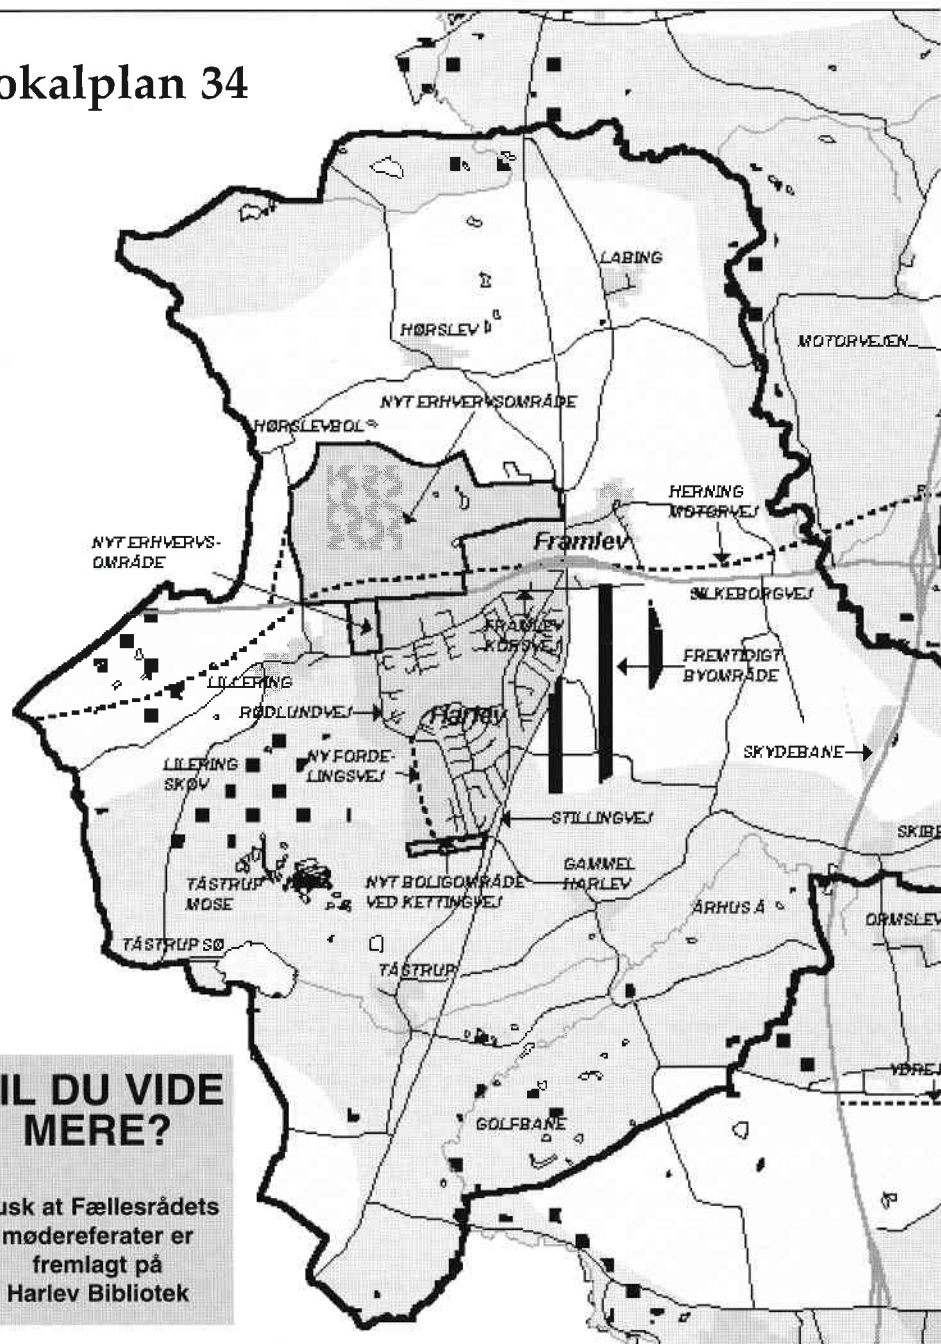 okalplan 34
LABING
MOTORVEJEN
HØRSLEV
NYT ERHVERVSOMRÅDE
HØRSLEVBOL
HERNING
MOTORVEJ
NYT ERHVERVS-
OMRÅDE
Framlev
SILKEBORGVEJ
FRAMLEV
KORSVEJ
FREMTIDIGT
BYOMRÅDE
LILLERING
RØDLUNDVEJ
Harlev
SKYDEBANE
LILERING
SKOV
NY FORDE-
LINGSVEJ
STILLINGVEJ
SKIBE
GAMMEL
HARLEV
TÅSTRUP
MOSE
NYT BOLIGOMRÅDE
VED KETTINGVEJ
ÅRHUS Å
ORMSLEV
TÅSTRUP SØ
TÅSTRUP
YDRE
GOLFBANE
IL DU VIDE
MERE?
usk at Fællesrådets
mødereferater er
fremlagt på
Harlev Bibliotek